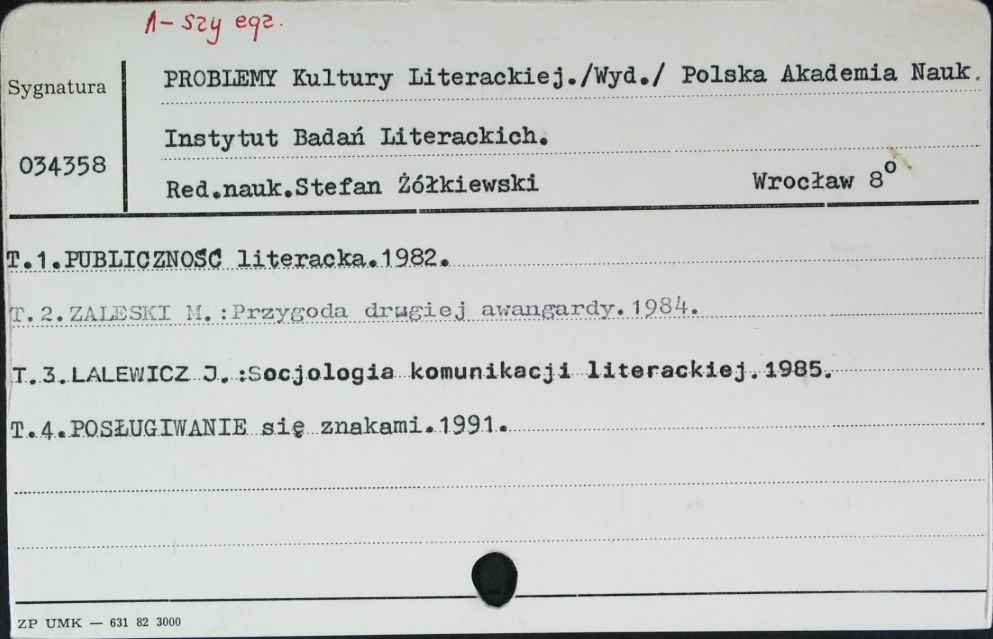 1-szy egz.
PROBLEMY Kultury Literackiej./Wyd./ Polska Akademia Nauk.
Sygnatura
Instytut Badań Literackich.
034358
Red.nauk.Stefan Żółkiewski Wrocław 8°
T.1.PUBLICZNOŚĆ literacka.1982.
T.2.ZALESKI M.:Przygoda drugiej awangardy.1984.
T.3.LALEWICZ J.:Socjologia komunikacji literackiej.1985.
T.4.POSŁUGIWANIE się znakami.1991.
ZP UMK — 631 82 3000